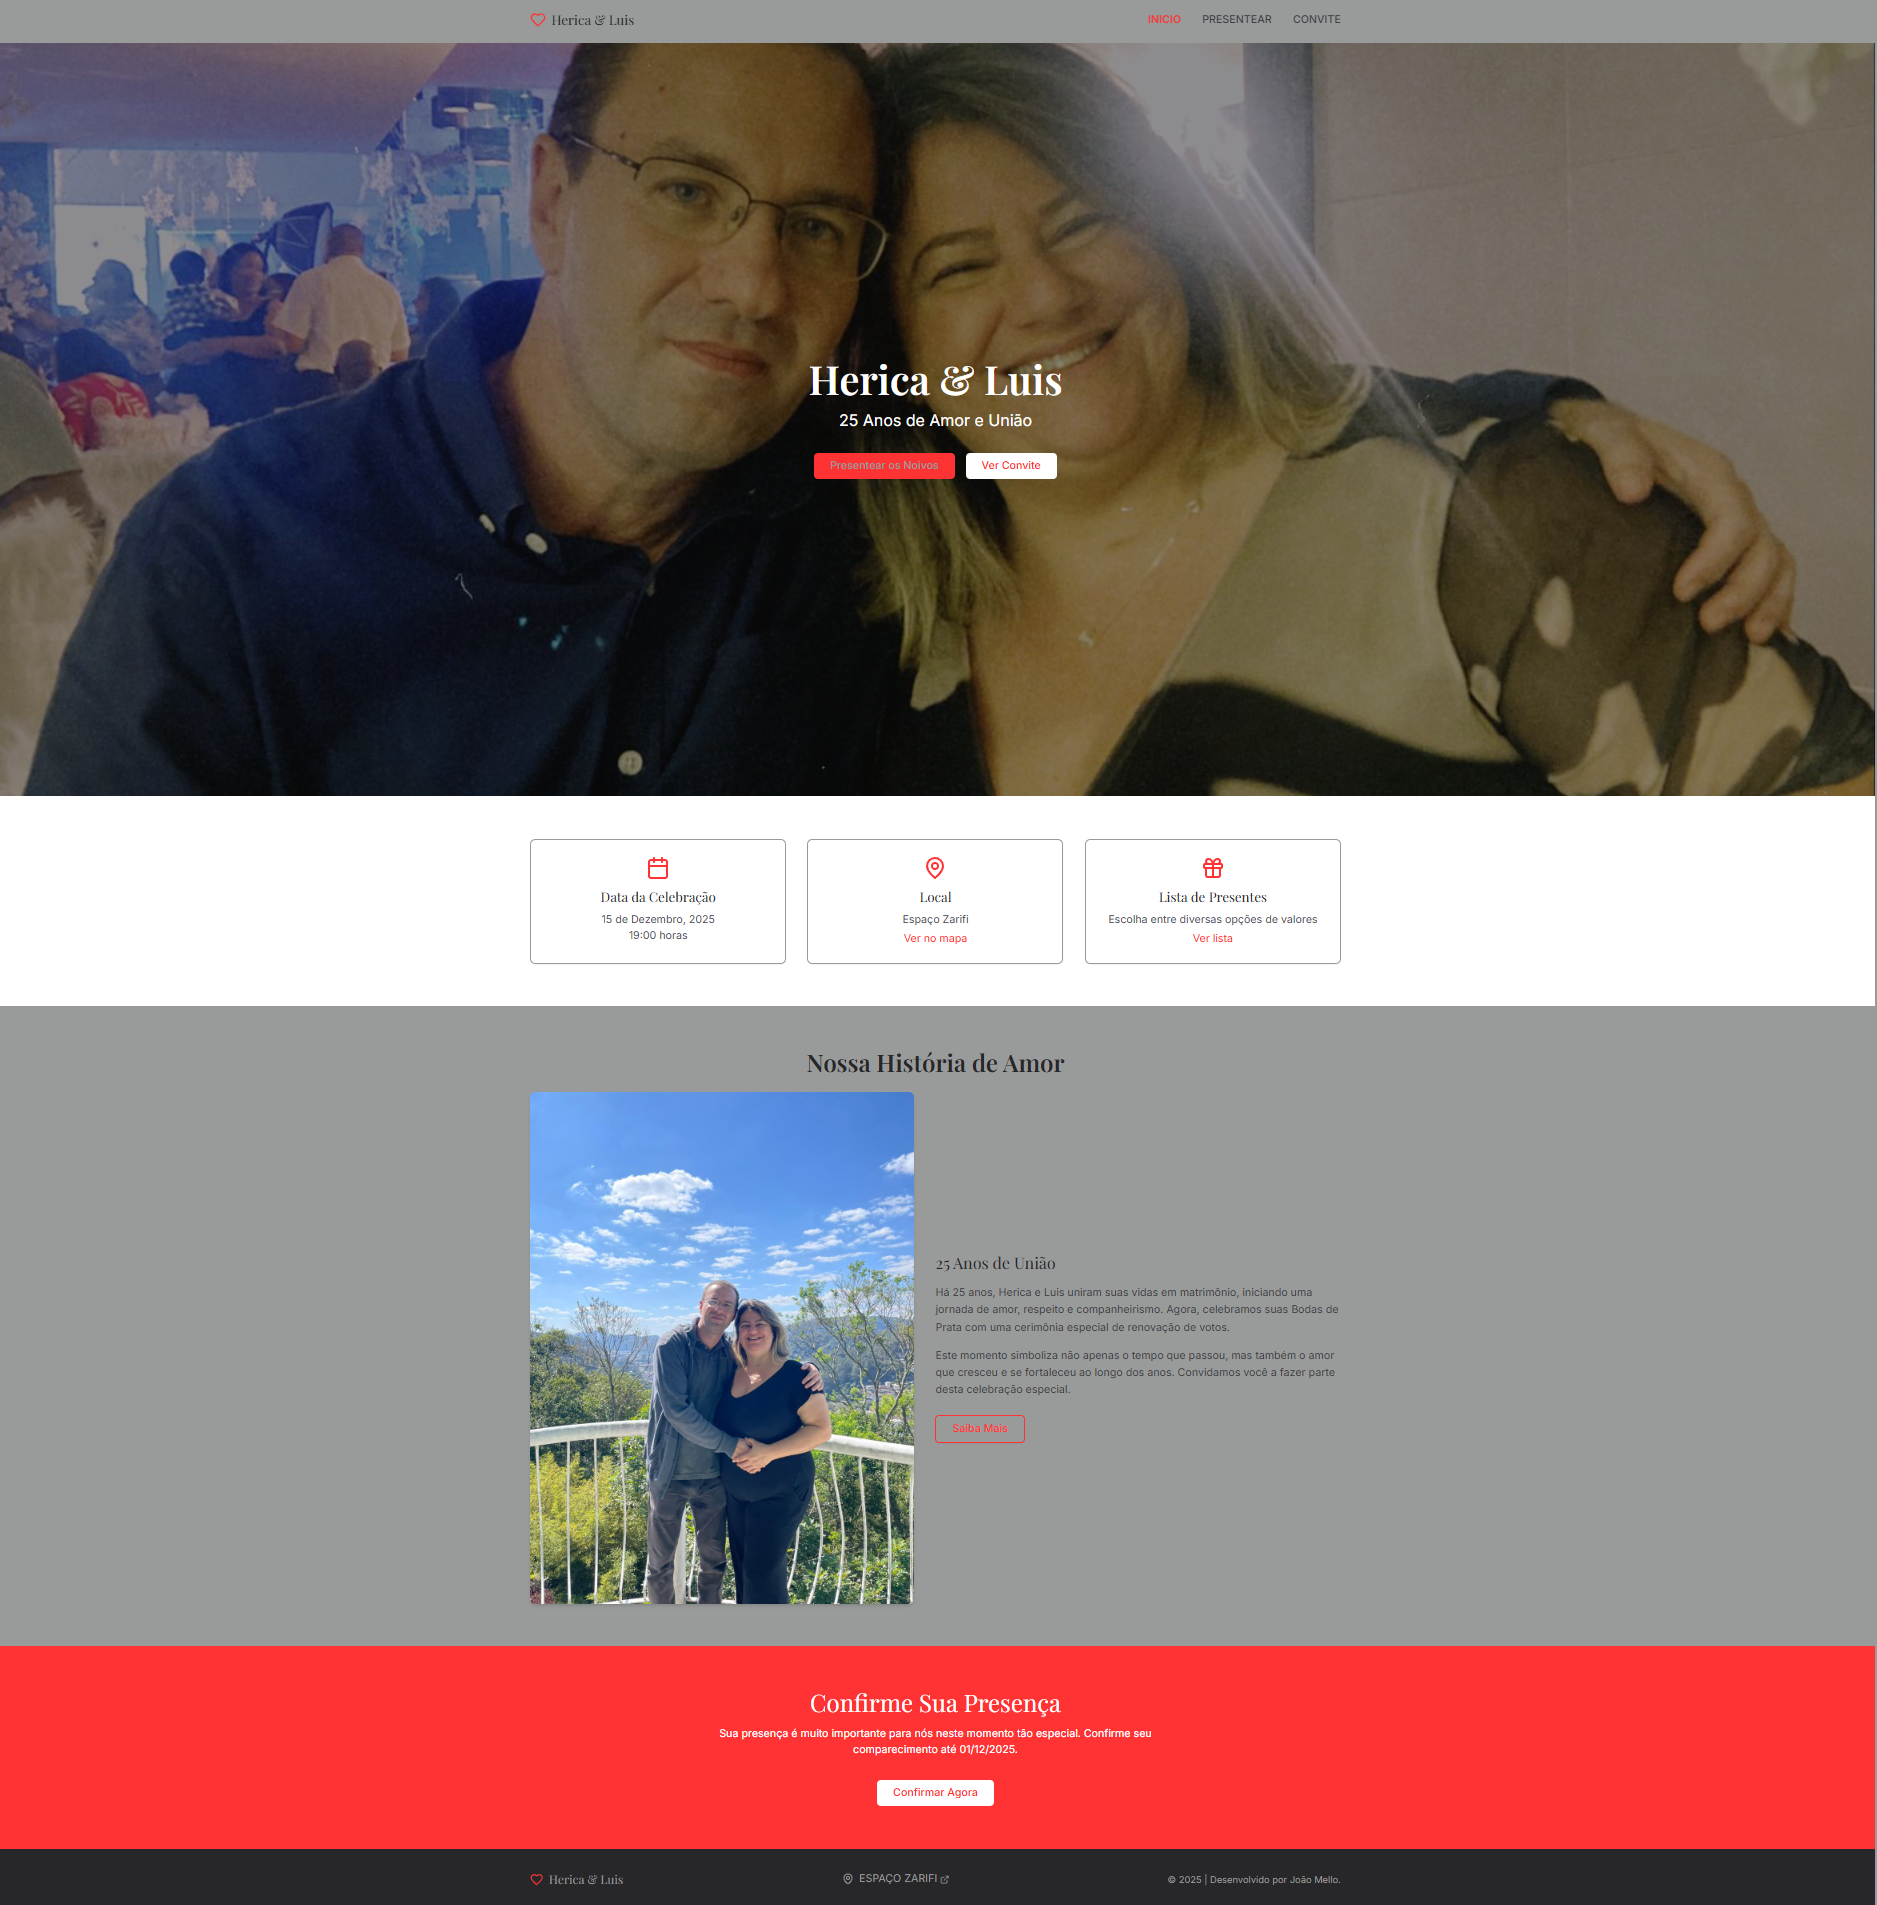 Herica & Luis
INICIO
PRESENTEAR
CONVITE
Herica & Luis
25 Anos de Amor e União
Presentear os Noivos
Ver Convite
Data da Celebração
15 de Dezembro, 2025
19:00 horas
Local
Espaço Zarifi
Ver no mapa
Lista de Presentes
Escolha entre diversas opções de valores
Ver lista
Nossa História de Amor
25 Anos de União
Há 25 anos, Herica e Luis uniram suas vidas em matrimônio, iniciando uma
jornada de amor, respeito e companheirismo. Agora, celebramos suas Bodas de
Prata com uma cerimônia especial de renovação de votos.
Este momento simboliza não apenas o tempo que passou, mas também o amor
que cresceu e se fortaleceu ao longo dos anos. Convidamos você a fazer parte
desta celebração especial.
Saiba Mais
Confirme Sua Presença
Sua presença é muito importante para nós neste momento tão especial. Confirme seu
comparecimento até 01/12/2025.
Confirmar Agora
Herica & Luis
ESPAÇO ZARIFI
© 2025 | Desenvolvido por João Mello.